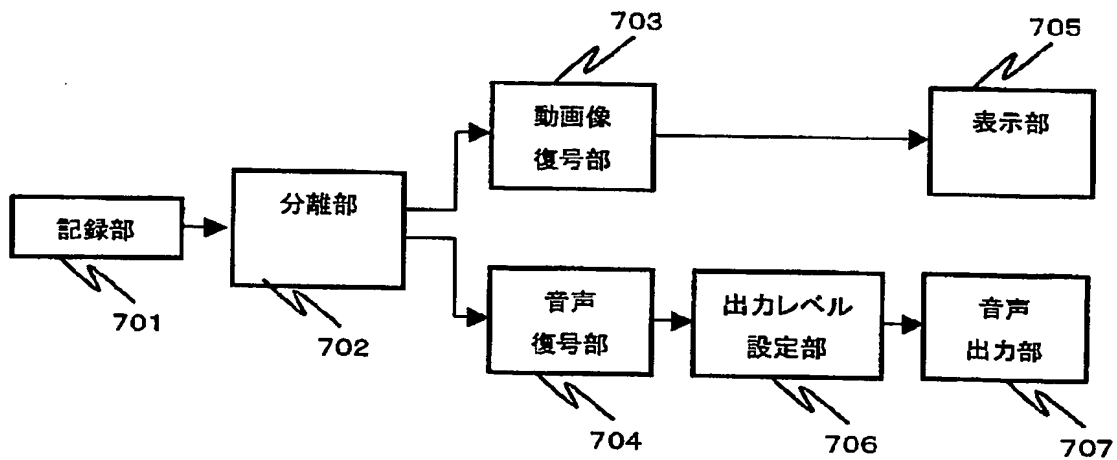 703
705
動画像
復号部
表示部
記録部
分離部
701
702
音声
復号部
出力レベル
設定部
音声
出力部
704
706
707